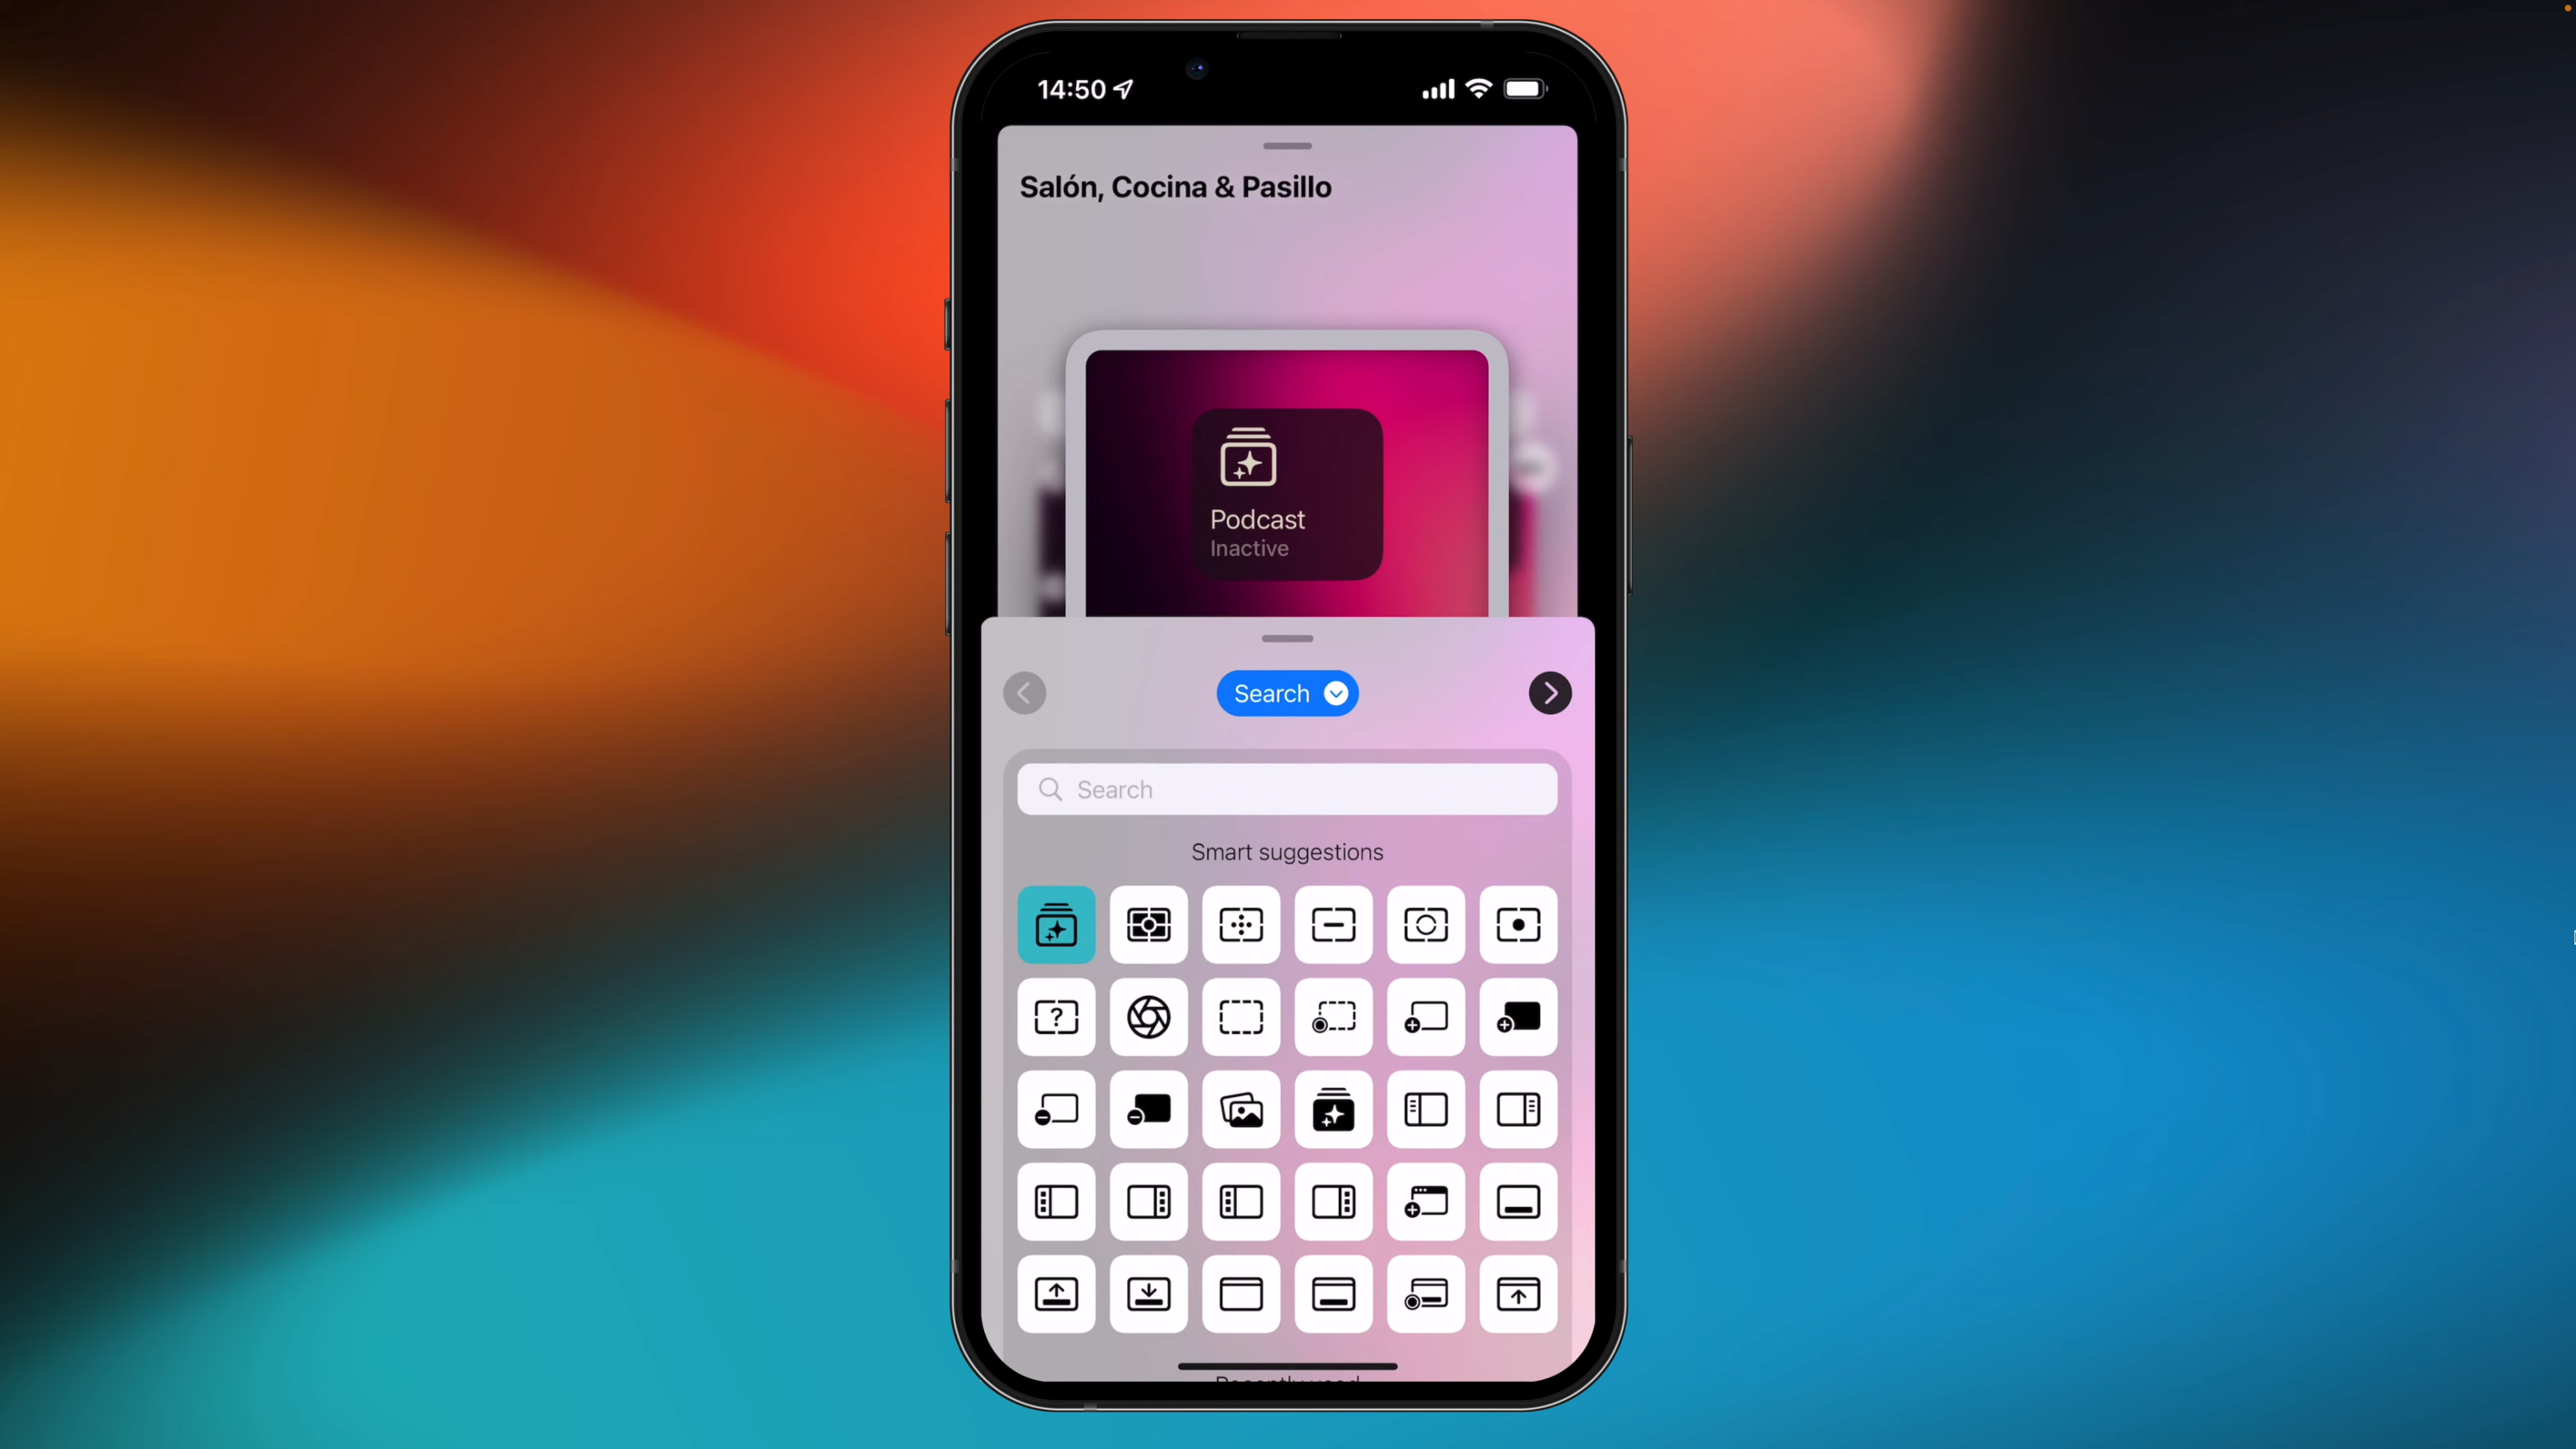 14:50
Salón, Cocina & Pasillo
Podcast
Inactive
Search
Search
Smart suggestions
?